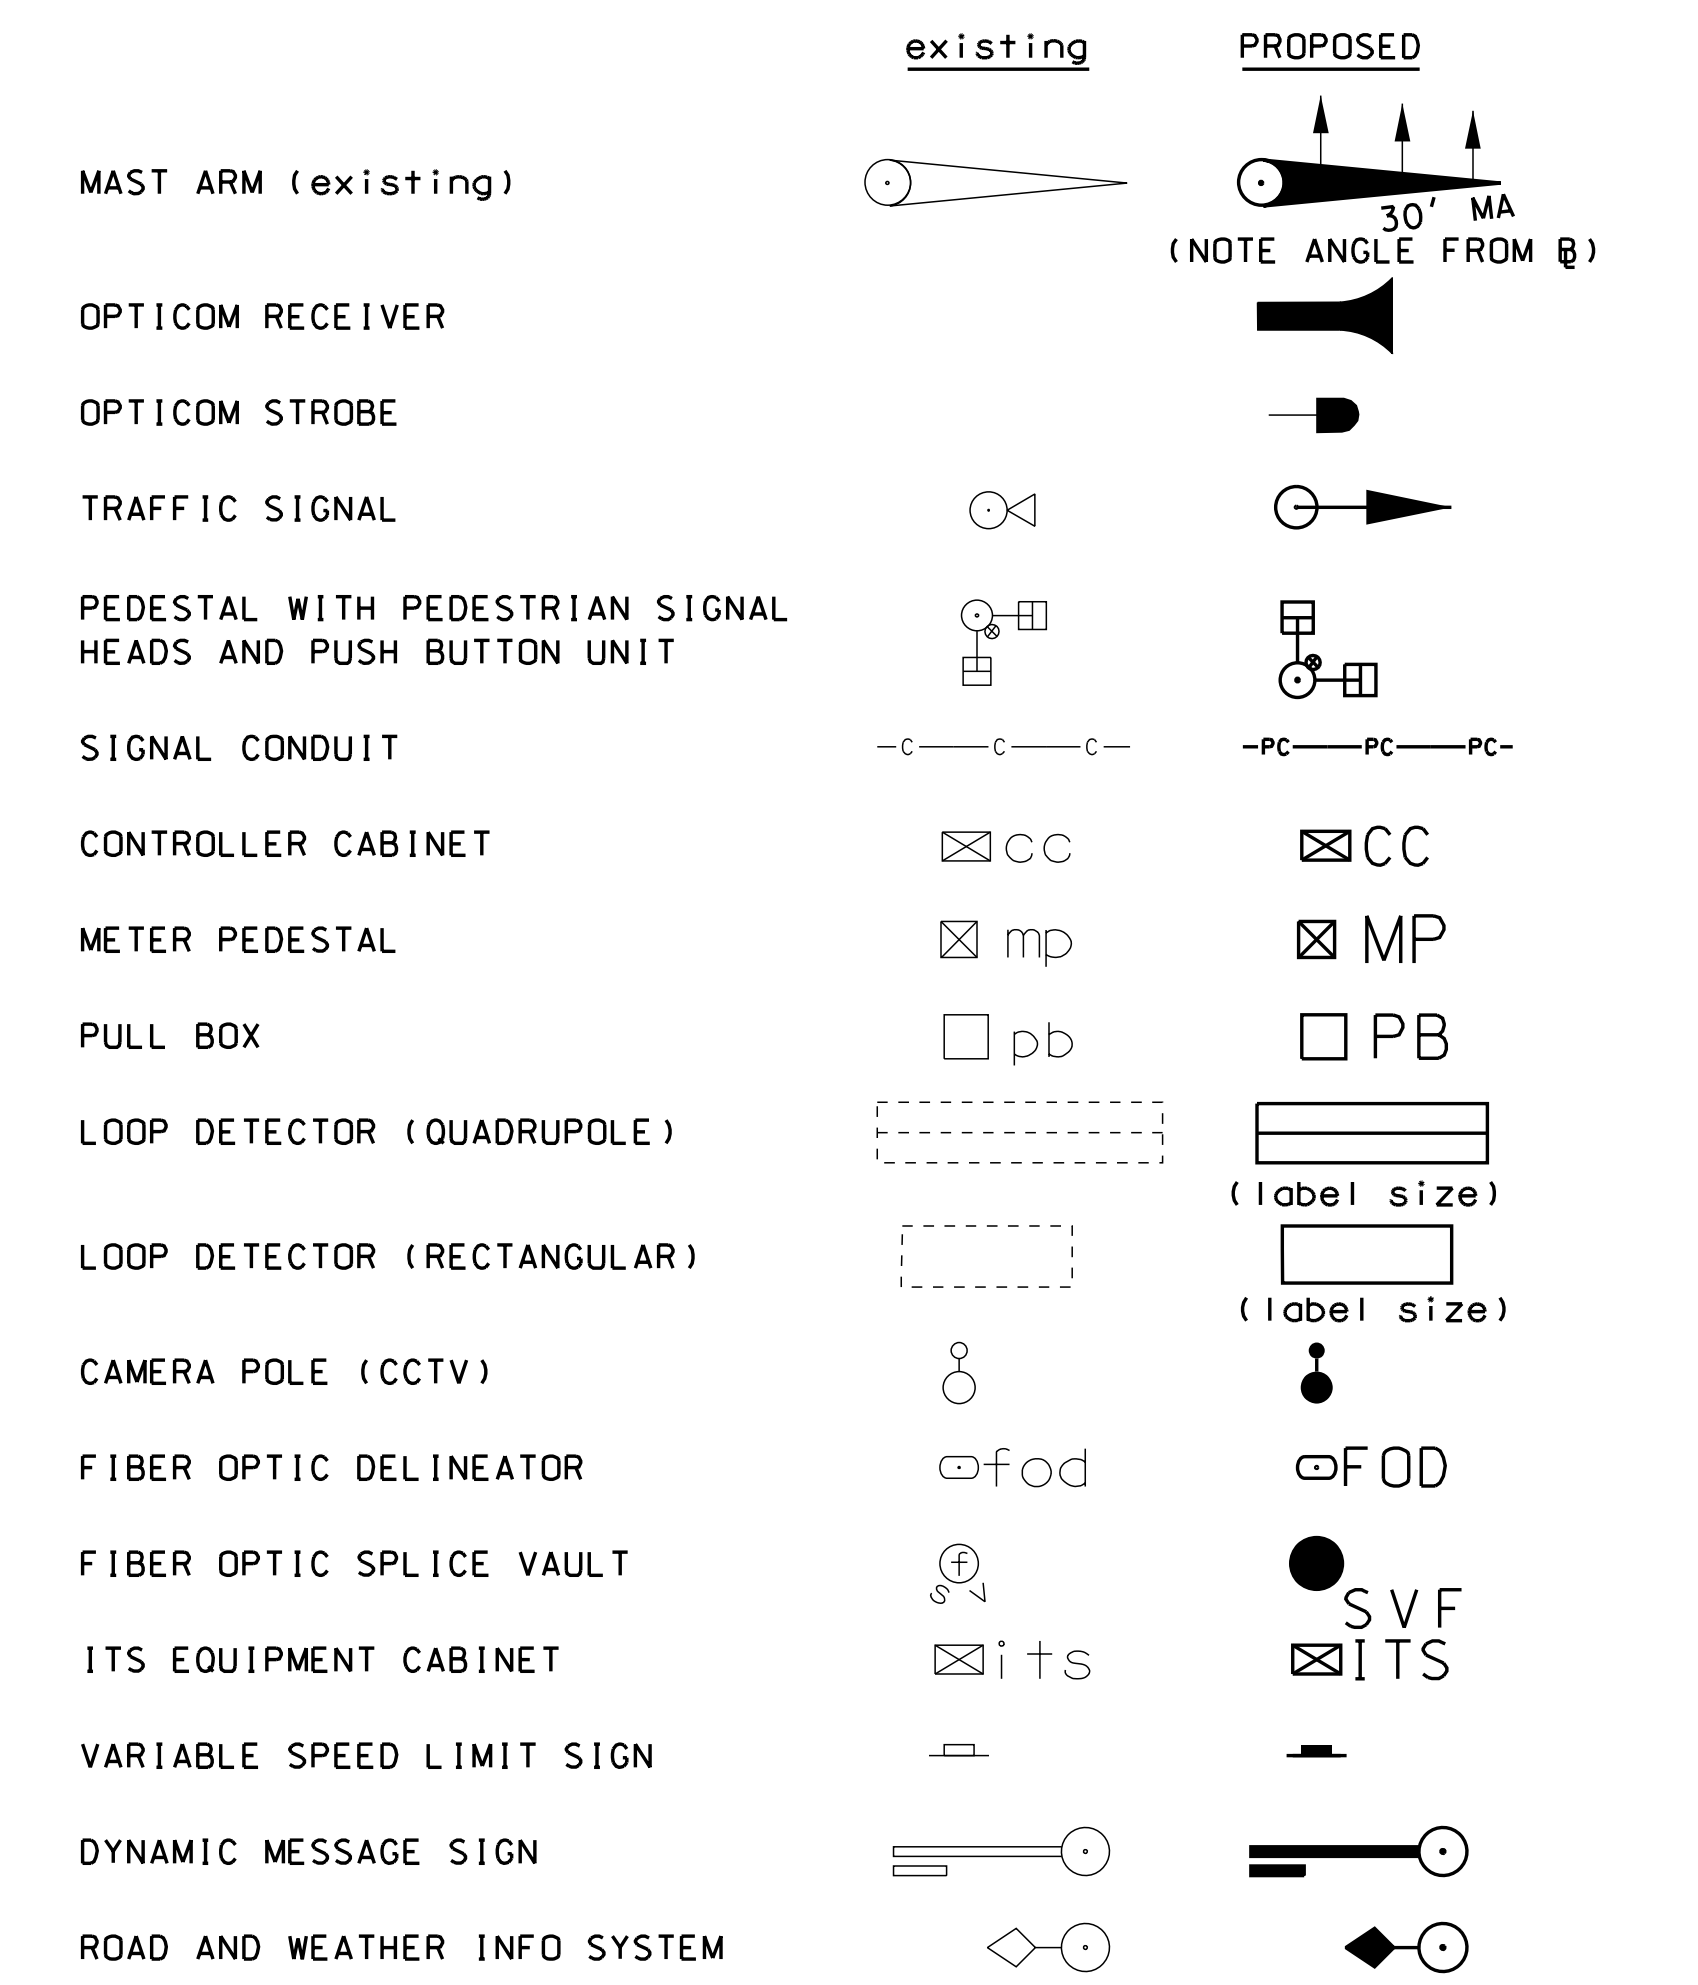 existing PROPOSED
MAST ARM (existing)
30' MA
(NOTE ANGLE FROM ℄)
OPTICOM RECEIVER
OPTICOM STROBE
TRAFFIC SIGNAL
PEDESTAL WITH PEDESTRIAN SIGNAL
HEADS AND PUSH BUTTON UNIT
SIGNAL CONDUIT C C C PC PC PC
CONTROLLER CABINET cc CC
METER PEDESTAL mp MP
PULL BOX pb PB
LOOP DETECTOR (QUADRUPOLE)
(label size)
LOOP DETECTOR (RECTANGULAR)
(label size)
CAMERA POLE (CCTV)
FIBER OPTIC DELINEATOR fod FOD
FIBER OPTIC SPLICE VAULT f
s v SVF
ITS EQUIPMENT CABINET its ITS
VARIABLE SPEED LIMIT SIGN
DYNAMIC MESSAGE SIGN
ROAD AND WEATHER INFO SYSTEM